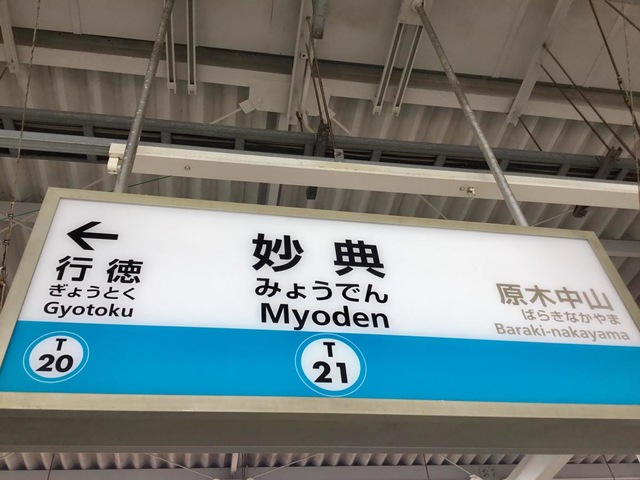 ←
行徳
ぎょうとく
Gyotoku
T
20
妙典
みょうでん
Myoden
T
21
原木中山
ばらきなかやま
Baraki-nakayama